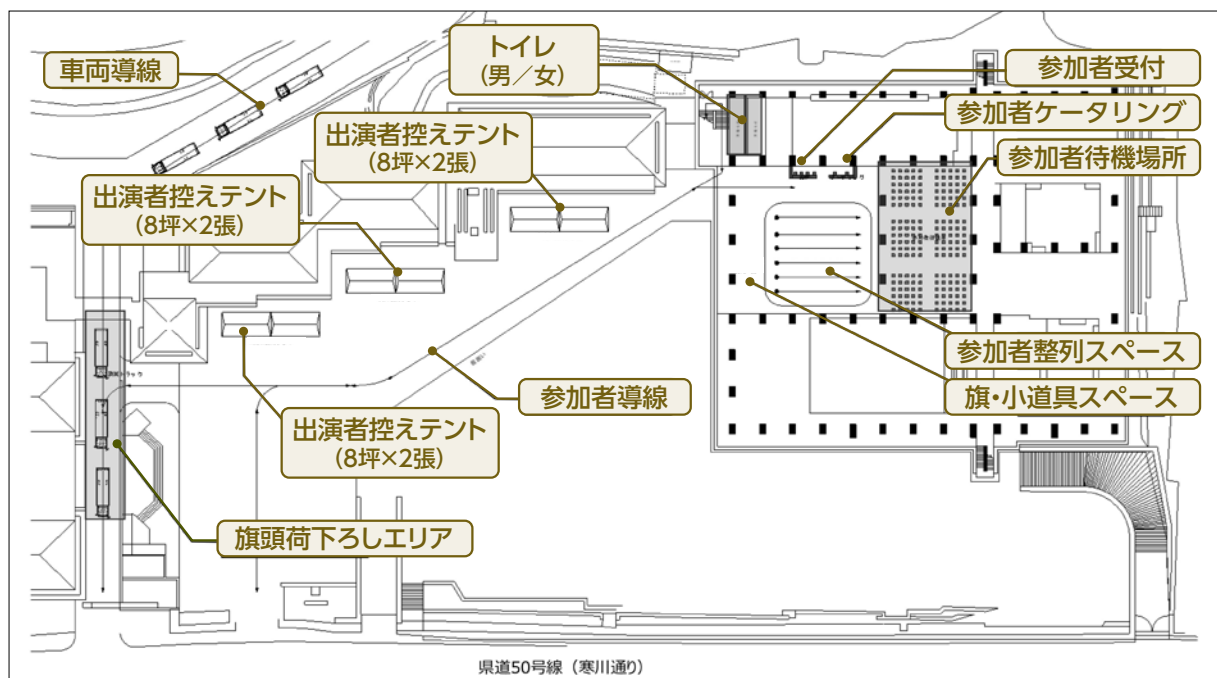 車両導線
トイレ
(男／女)
参加者受付
参加者ケータリング
参加者待機場所
出演者控えテント
(8坪×2張)
出演者控えテント
(8坪×2張)
参加者整列スペース
旗・小道具スペース
参加者導線
出演者控えテント
(8坪×2張)
旗頭荷下ろしエリア
県道50号線（寒川通り）